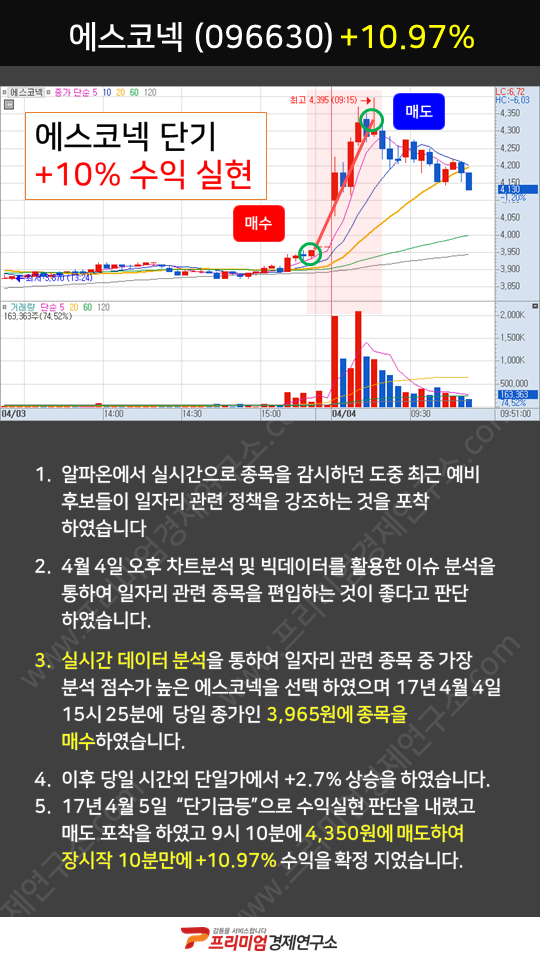 에스코넥 (096630) +10.97%
에스코넥 종가 단순 5 10 20 60 120
LC:6.72
HC:-6.03
최고 4,395 (09:15)
매도
에스코넥 단기
+10% 수익 실현
매수
4,350
4,300
4,250
4,200
4,150
4,130
-1.20%
4,100
4,050
4,000
3,950
3,900
3,850
최저 3,870 (13:24)
거래량 단순 5 20 60 120
163,363주(74.52%)
2,000K
1,500K
1,000K
500,000
163,363
74.52%
04/03 14:00 14:30 15:00 04/04 09:30 09:51:00
1. 알파온에서 실시간으로 종목을 감시하던 도중 최근 예비
후보들이 일자리 관련 정책을 강조하는 것을 포착
하였습니다
2. 4월 4일 오후 차트분석 및 빅데이터를 활용한 이슈 분석을
통하여 일자리 관련 종목을 편입하는 것이 좋다고 판단
하였습니다.
3. 실시간 데이터 분석을 통하여 일자리 관련 종목 중 가장
분석 점수가 높은 에스코넥을 선택 하였으며 17년 4월 4일
15시 25분에 당일 종가인 3,965원에 종목을
매수하였습니다.
4. 이후 당일 시간외 단일가에서 +2.7% 상승을 하였습니다.
5. 17년 4월 5일 “단기급등”으로 수익실현 판단을 내렸고
매도 포착을 하였고 9시 10분에 4,350원에 매도하여
장시작 10분만에 +10.97% 수익을 확정 지었습니다.
www.프리미엄경제연구소.com
감동을 서비스합니다
프리미엄경제연구소